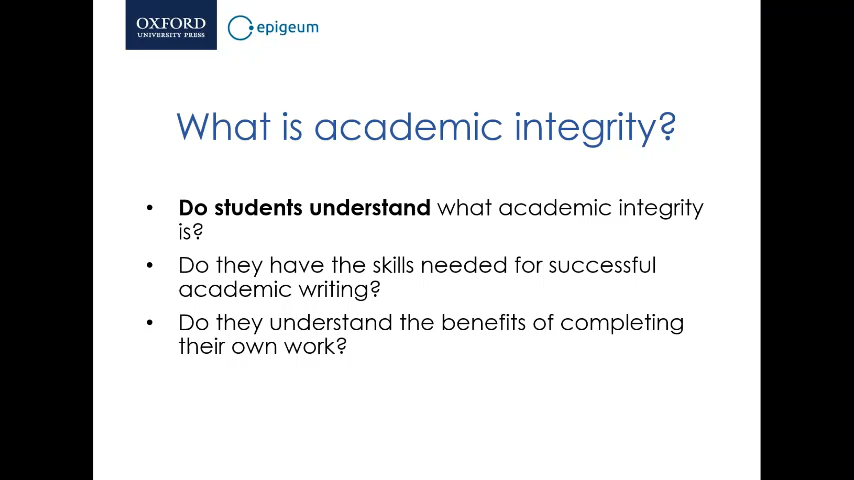 OXFORD
UNIVERSITY PRESS
epigeum
What is academic integrity?
• Do students understand what academic integrity
is?
• Do they have the skills needed for successful
academic writing?
• Do they understand the benefits of completing
their own work?